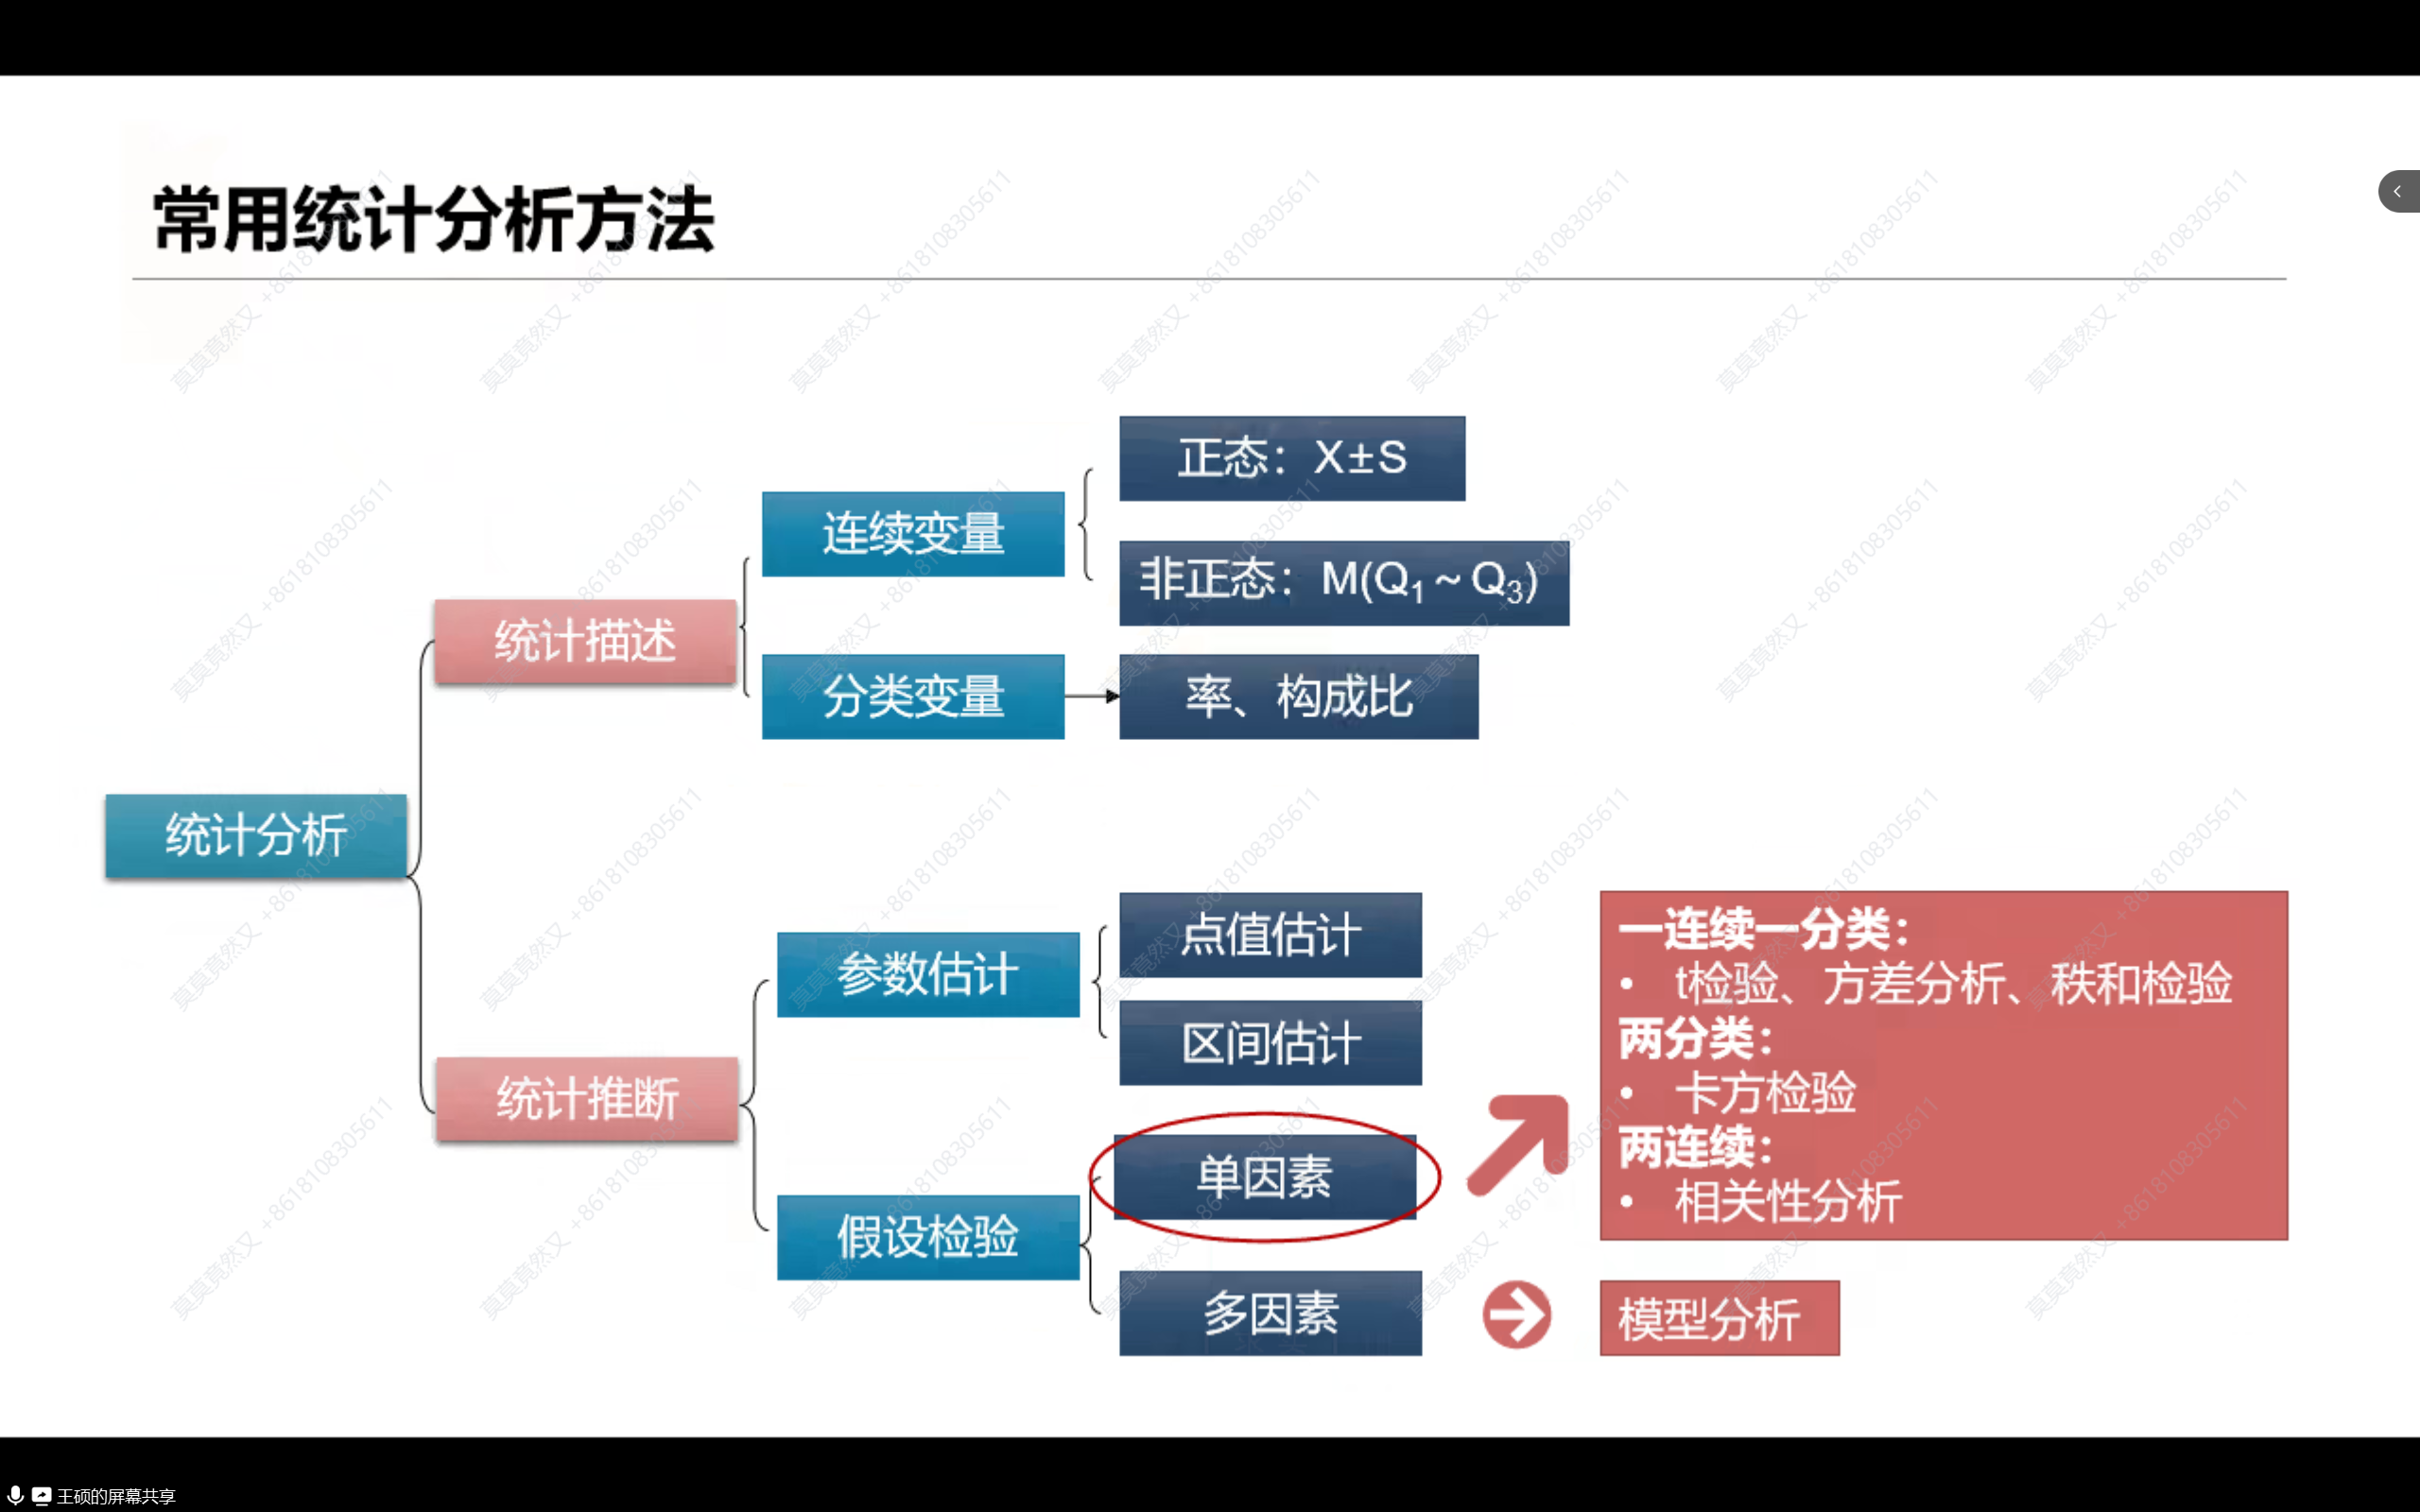 常用统计分析方法
正态：X±S
连续变量
非正态：M(Q₁～Q₃)
统计描述
分类变量
率、构成比
统计分析
点值估计
参数估计
区间估计
统计推断
单因素
假设检验
多因素
一连续一分类：
• t检验、方差分析、秩和检验
两分类：
• 卡方检验
两连续：
• 相关性分析
模型分析
莫莫竟然又 +8618108305611
王硕的屏幕共享